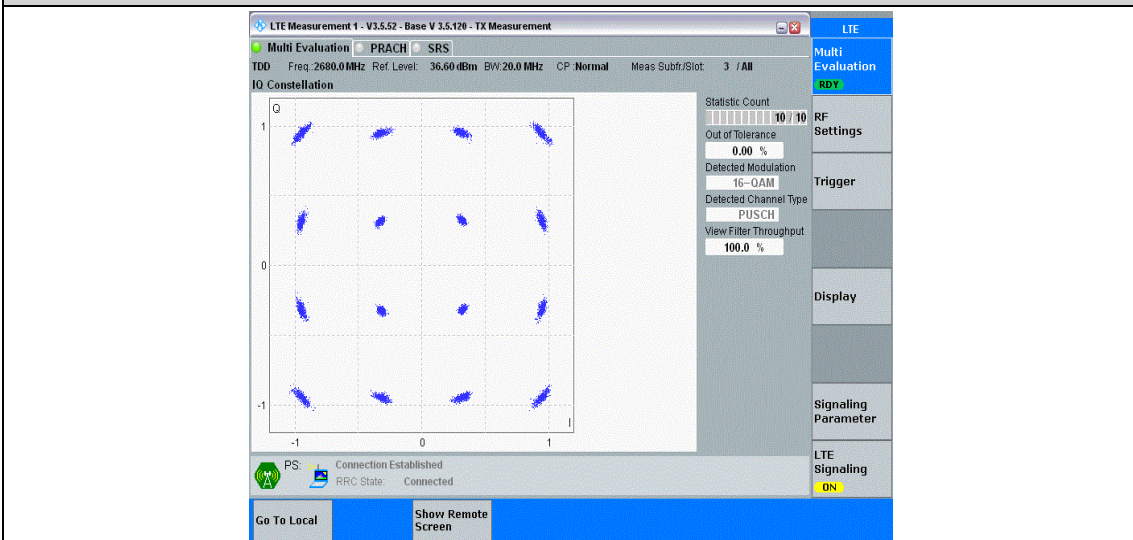 LTE Measurement 1 - V3.5.52 - Base V 3.5.120 - TX Measurement
LTE
Multi Evaluation PRACH SRS
Multi
Evaluation
RDY
TDD Freq.:2680.0 MHz Ref. Level: 36.60 dBm BW:20.0 MHz CP :Normal Meas Subfr./Slot: 3 / All
IQ Constellation
Q
1
0
-1
I
-1 0 1
Statistic Count
10 / 10
Out of Tolerance
0.00 %
Detected Modulation
16-QAM
Detected Channel Type
PUSCH
View Filter Throughput
100.0 %
RF
Settings
Trigger
Display
Signaling
Parameter
LTE
Signaling
ON
PS: Connection Established
RRC State: Connected
Go To Local
Show Remote
Screen